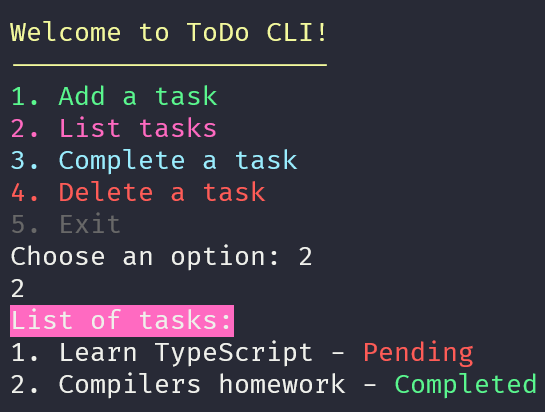 Welcome to ToDo CLI!
--------------------
1. Add a task
2. List tasks
3. Complete a task
4. Delete a task
5. Exit
Choose an option: 2
2
List of tasks:
1. Learn TypeScript - Pending
2. Compilers homework - Completed